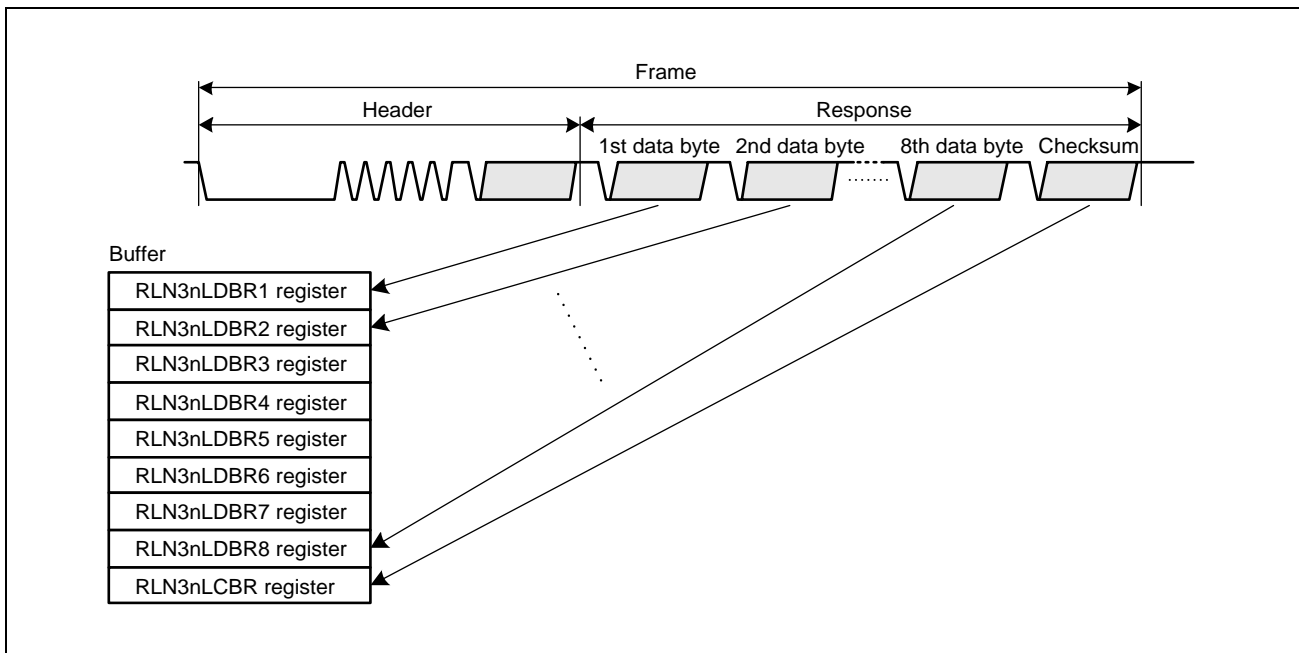 Frame
Header Response
1st data byte 2nd data byte 8th data byte Checksum
Buffer
RLN3nLDBR1 register
RLN3nLDBR2 register
RLN3nLDBR3 register
RLN3nLDBR4 register
RLN3nLDBR5 register
RLN3nLDBR6 register
RLN3nLDBR7 register
RLN3nLDBR8 register
RLN3nLCBR register